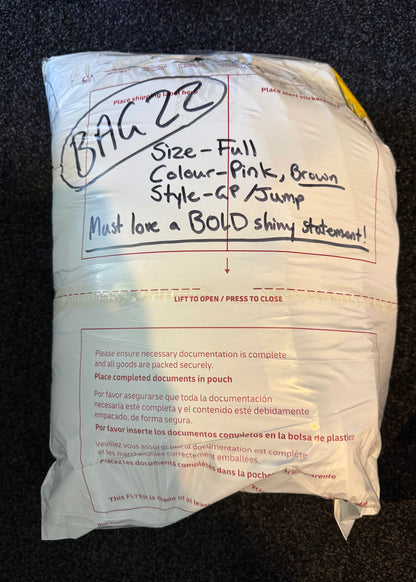 BAG 22
Place shipping label here
Size-Full
Colour-Pink, Brown
Style-GP/Jump
Must love a BOLD shiny statement!
LIFT TO OPEN / PRESS TO CLOSE
Please ensure necessary documentation is complete
and all goods are packed securely.
Place completed documents in pouch
Por favor asegurarse que toda la documentación
necesaria esté completa y el contenido esté debidamente
empacado, de forma segura.
Por favor inserte los documentos completos en la bolsa de plastico
Veuillez vous assurer que la documentation est complète
et les marchandises correctement emballées.
Placez les documents complétés dans la pochette transparente
This FLYER is made of at least